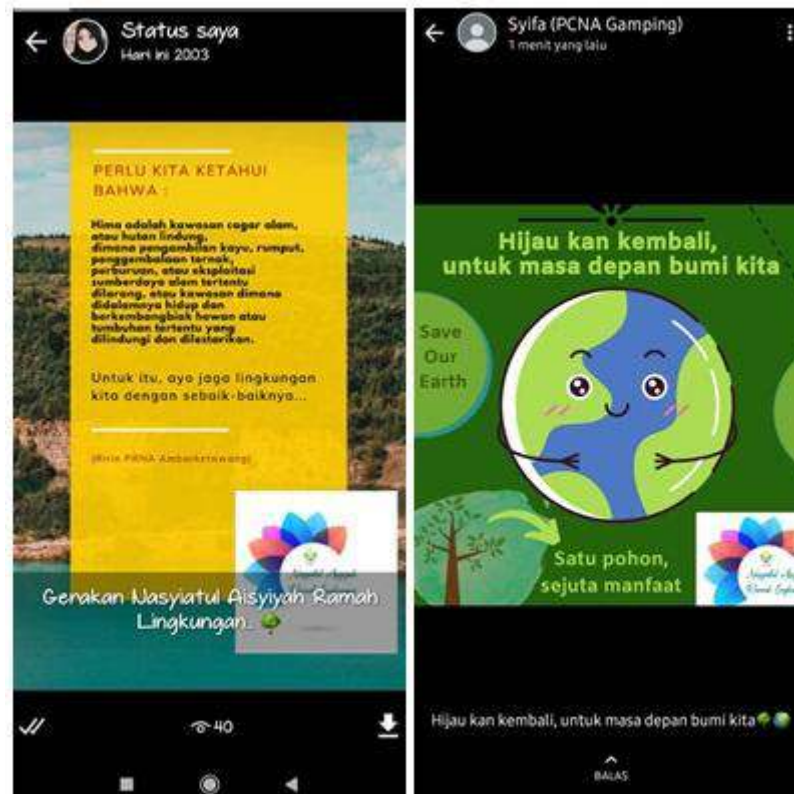 Status saya
Hari ini 2003
PERLU KITA KETAHUI
BAHWA :
Hima adalah kawasan cagar alam,
atau hutan lindung,
dimana pengambilan kayu, rumput,
penggembalaan ternak,
perburuan, atau eksploitasi
sumberdaya alam tertentu
dilarang, atau kawasan dimana
didalamnya hidup dan
berkembangbiak hewan atau
tumbuhan tertentu yang
dilindungi dan dilestarikan.
Untuk itu, ayo jaga lingkungan
kita dengan sebaik-baiknya...
PRNA Ambarketawang)
Gerakan Nasyiatul Aisyiyah Ramah
Lingkungan..
40
Syifa (PCNA Gamping)
1 menit yang lalu
Hijau kan kembali,
untuk masa depan bumi kita
Save
Our
Earth
Satu pohon,
sejuta manfaat
Hijau kan kembali, untuk masa depan bumi kita
BALAS